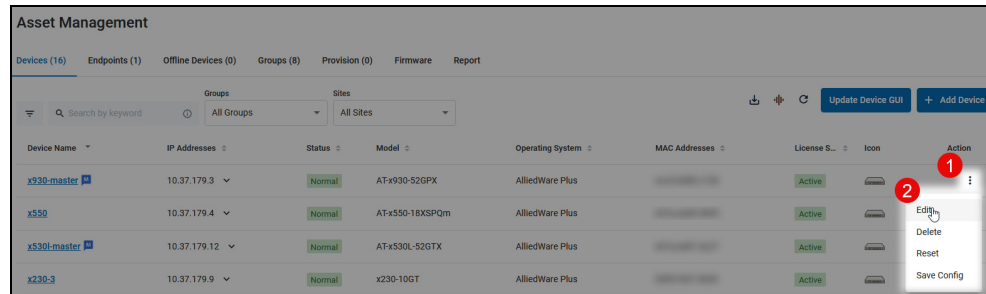 Asset Management
Devices (16) Endpoints (1) Offline Devices (0) Groups (8) Provision (0) Firmware Report
Groups Sites
Search by keyword All Groups All Sites Update Device GUI + Add Device
Device Name IP Addresses Status Model Operating System MAC Addresses License S... Icon Action
1
x930-master M 10.37.179.3 Normal AT-x930-52GPX AlliedWare Plus Active
2
x550 10.37.179.4 Normal AT-x550-18XSPQm AlliedWare Plus Active Edit
Delete
x530l-master M 10.37.179.12 Normal AT-x530L-52GTX AlliedWare Plus Active
Reset
x230-3 10.37.179.9 Normal x230-10GT AlliedWare Plus Active Save Config